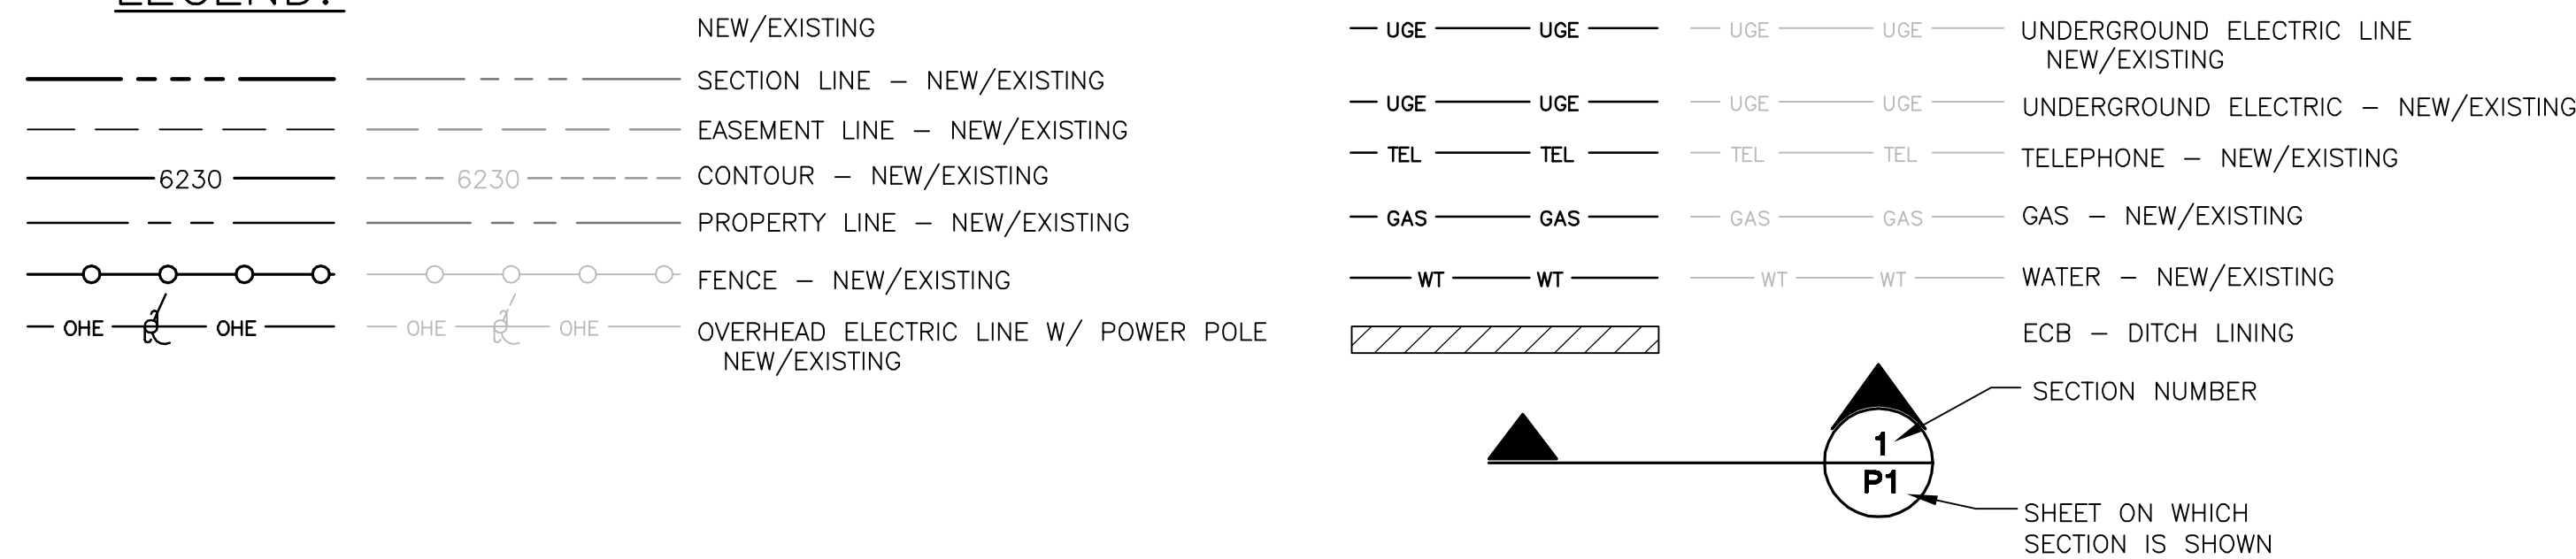 LEGEND:
NEW/EXISTING
SECTION LINE – NEW/EXISTING
EASEMENT LINE – NEW/EXISTING
6230 6230 CONTOUR – NEW/EXISTING
PROPERTY LINE – NEW/EXISTING
FENCE – NEW/EXISTING
OHE OHE OHE OHE OVERHEAD ELECTRIC LINE W/ POWER POLE
NEW/EXISTING
UGE UGE UGE UGE UNDERGROUND ELECTRIC LINE
NEW/EXISTING
UGE UGE UGE UGE UNDERGROUND ELECTRIC – NEW/EXISTING
TEL TEL TEL TEL TELEPHONE – NEW/EXISTING
GAS GAS GAS GAS GAS – NEW/EXISTING
WT WT WT WT WATER – NEW/EXISTING
ECB – DITCH LINING
SECTION NUMBER
1
P1
SHEET ON WHICH
SECTION IS SHOWN